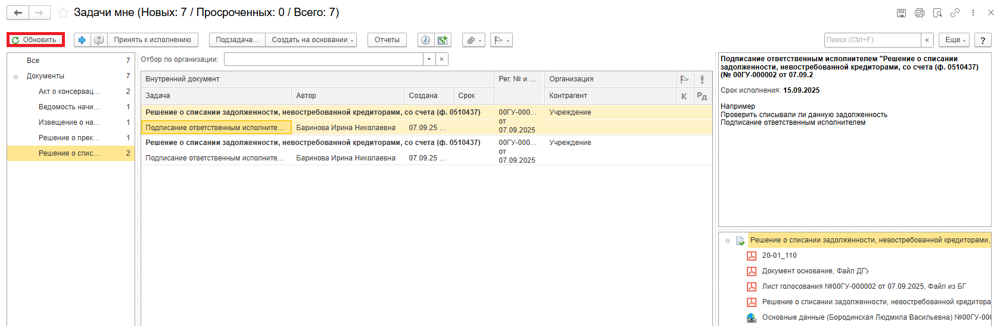 Задачи мне (Новых: 7 / Просроченных: 0 / Всего: 7)
Обновить
Принять к исполнению
Подзадача...
Создать на основании
Отчеты
Поиск (Ctrl+F)
×
Еще
?
Все 7
Документы 7
Акт о консервац... 2
Ведомость начи... 1
Извещение о на... 1
Решение о прек... 1
Решение о спис... 2
Отбор по организации:
×
Внутренний документ Рег. № и ... Организация
Задача Автор Создана Срок Контрагент К Рд
Решение о списании задолженности, невостребованной кредиторами, со счета (ф. 0510437) 00ГУ-000... Учреждение
от
Подписание ответственным исполните... Баринова Ирина Николаевна 07.09.25 ... 07.09.2025
Решение о списании задолженности, невостребованной кредиторами, со счета (ф. 0510437) 00ГУ-000... Учреждение
от
Подписание ответственным исполните... Баринова Ирина Николаевна 07.09.25 ... 07.09.2025
Подписание ответственным исполнителем "Решение о списании
задолженности, невостребованной кредиторами, со счета (ф. 0510437)
(№ 00ГУ-000002 от 07.09.2
Срок исполнения: 15.09.2025
Например
Проверить списывали ли данную задолженность
Подписание ответственным исполнителем
Решение о списании задолженности, невостребованной кредиторами,
20-01_110
Документ основание, Файл ДГУ
Лист голосования №00ГУ-000002 от 07.09.2025, Файл из БГ
Решение о списании задолженности, невостребованной кредитора
Основные данные (Бородинская Людмила Васильевна) №00ГУ-000